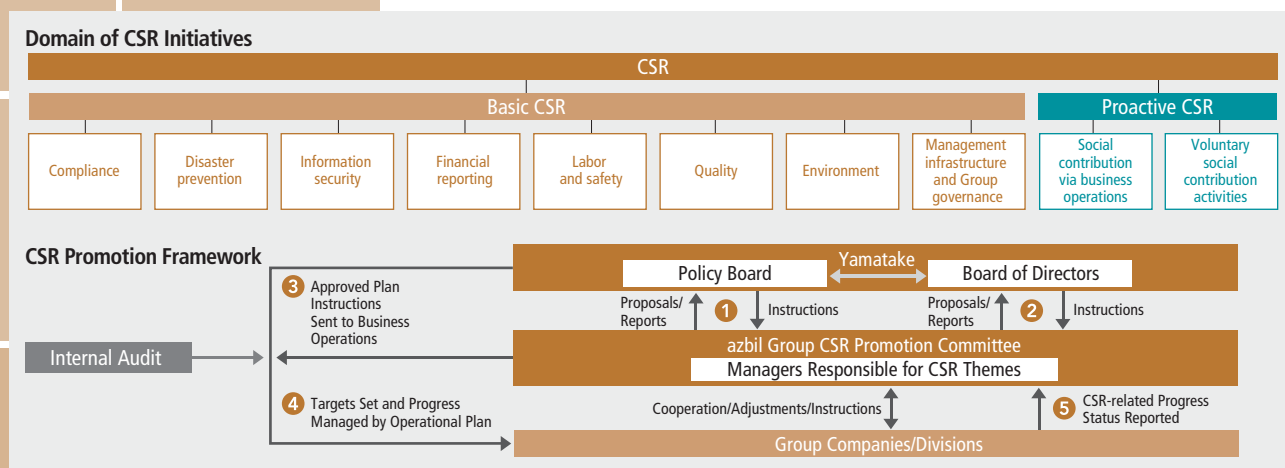 Domain of CSR Initiatives
CSR
Basic CSR
Proactive CSR
Compliance
Disaster
prevention
Information
security
Financial
reporting
Labor
and safety
Quality
Environment
Management
infrastructure
and Group
governance
Social
contribution
via business
operations
Voluntary
social
contribution
activities
CSR Promotion Framework
Yamatake
Policy Board
Board of Directors
3 Approved Plan
Instructions
Sent to Business
Operations
Proposals/
Reports
1
Instructions
Proposals/
Reports
2
Instructions
Internal Audit
azbil Group CSR Promotion Committee
Managers Responsible for CSR Themes
4 Targets Set and Progress
Managed by Operational Plan
Cooperation/Adjustments/Instructions
5 CSR-related Progress
Status Reported
Group Companies/Divisions